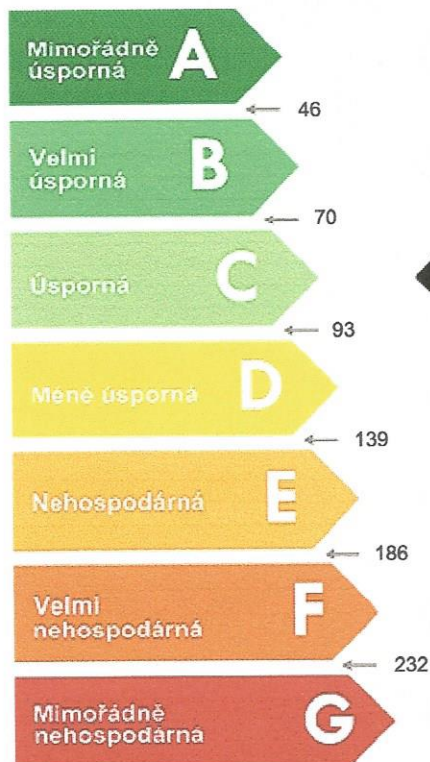 Mimořádně
úsporná
A
46
Velmi
úsporná
B
70
Úsporná
C
93
Méně úsporná
D
139
Nehospodárná
E
186
Velmi
nehospodárná
F
232
Mimořádně
nehospodárná
G